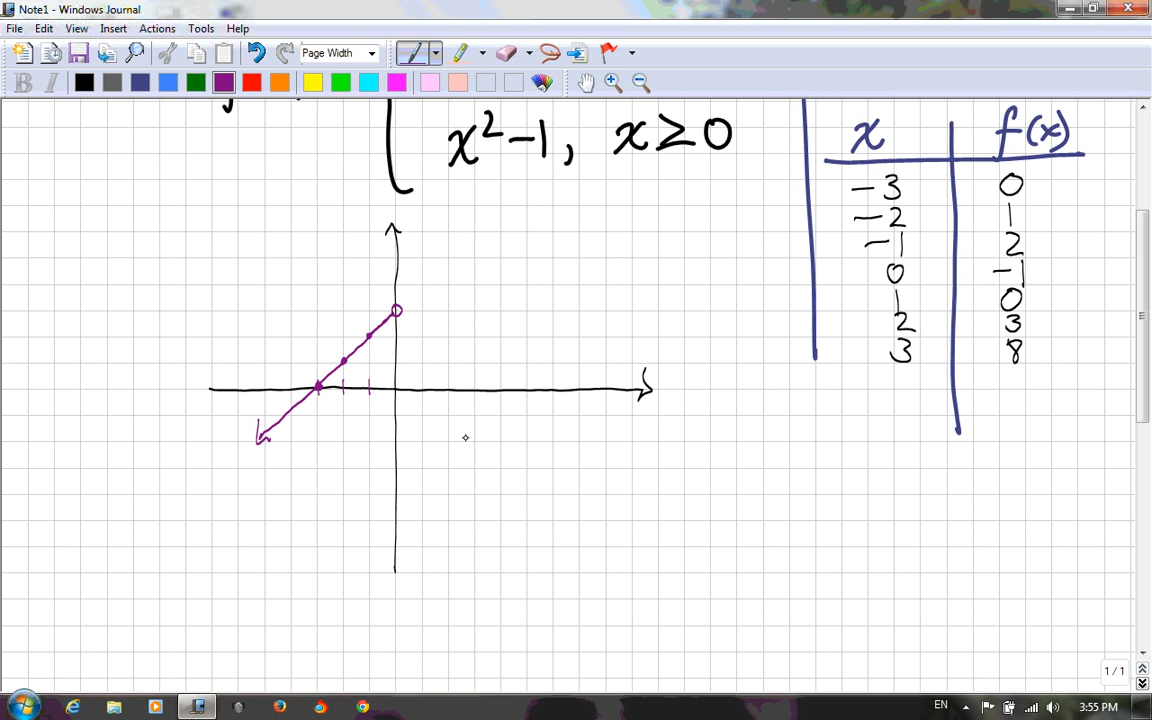 Note1 - Windows Journal
File Edit View Insert Actions Tools Help
Page Width
B I
x² - 1, x ≥ 0
x f(x)
-3 0
-2 1
-1 2
0 -1
1 0
2 3
3 8
1 / 1
EN 3:55 PM